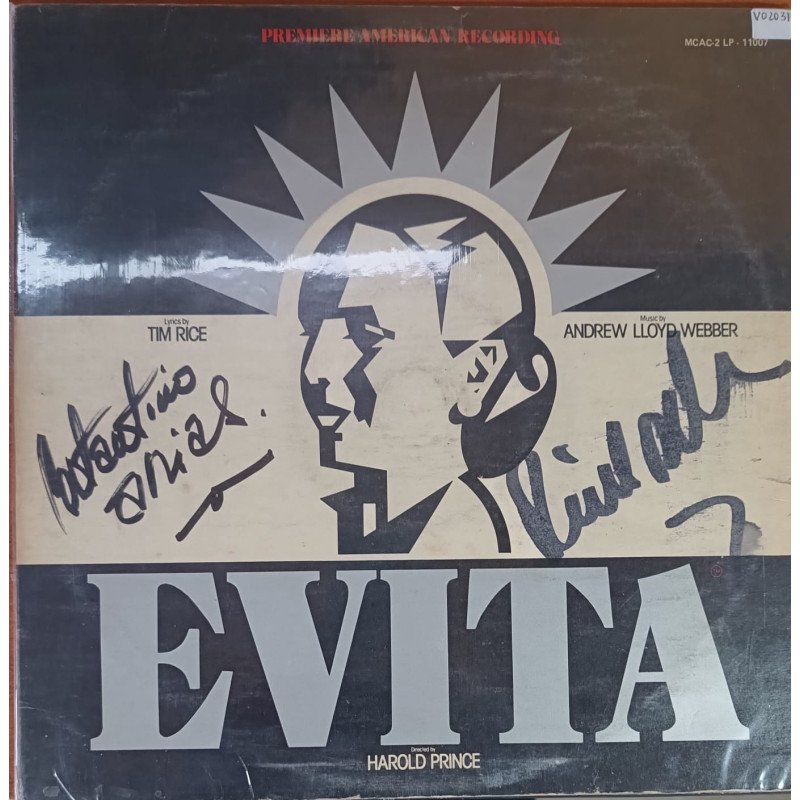 V02031
PREMIERE AMERICAN RECORDING
MCAC-2 LP - 11007
Lyrics by
TIM RICE
Music by
ANDREW LLOYD WEBBER
EVITA
Directed by
HAROLD PRINCE